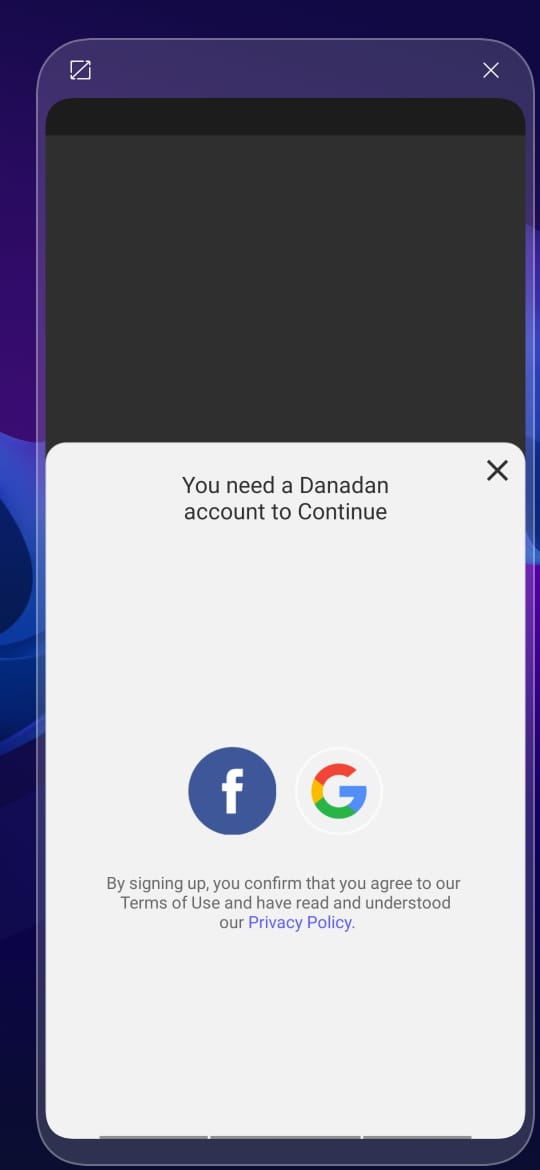 You need a Danadan
account to Continue
By signing up, you confirm that you agree to our
Terms of Use and have read and understood
our Privacy Policy.